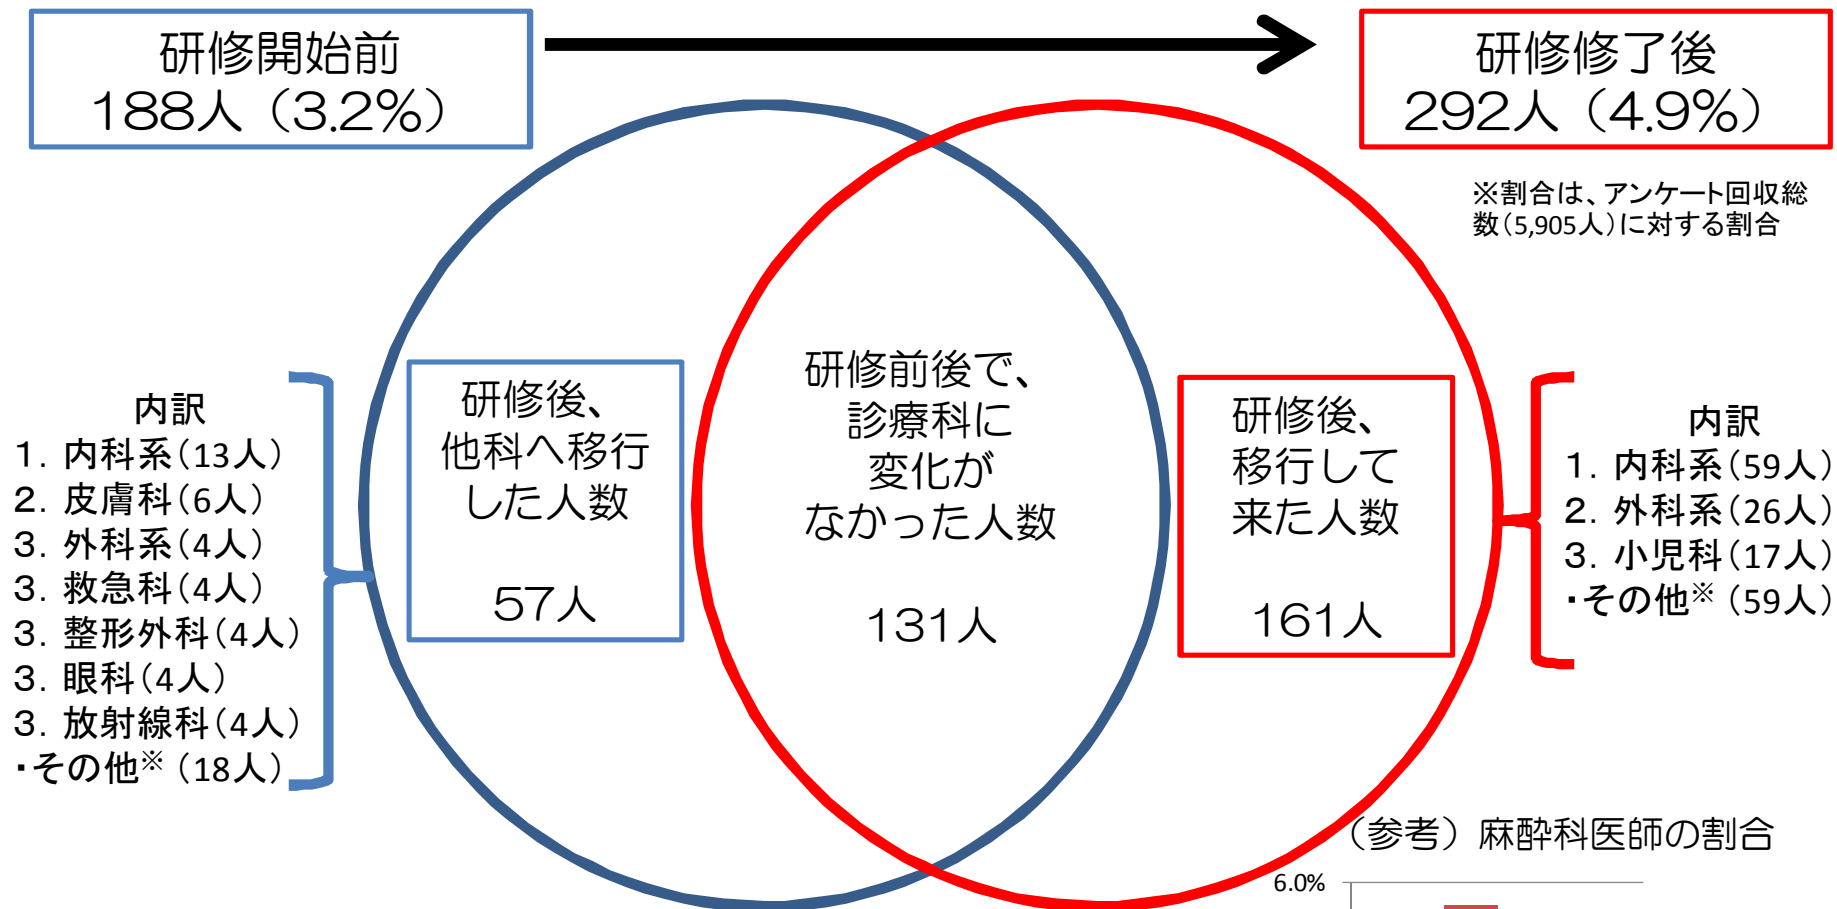 研修開始前
188人（3.2%）
研修修了後
292人（4.9%）
※割合は、アンケート回収総
数（5,905人）に対する割合
内訳
1．内科系（13人）
2．皮膚科（6人）
3．外科系（4人）
3．救急科（4人）
3．整形外科（4人）
3．眼科（4人）
3．放射線科（4人）
・その他※（18人）
研修後、
他科へ移行
した人数
57人
研修前後で、
診療科に
変化が
なかった人数
131人
研修後、
移行して
来た人数
161人
内訳
1．内科系（59人）
2．外科系（26人）
3．小児科（17人）
・その他※（59人）
（参考）麻酔科医師の割合
6.0%